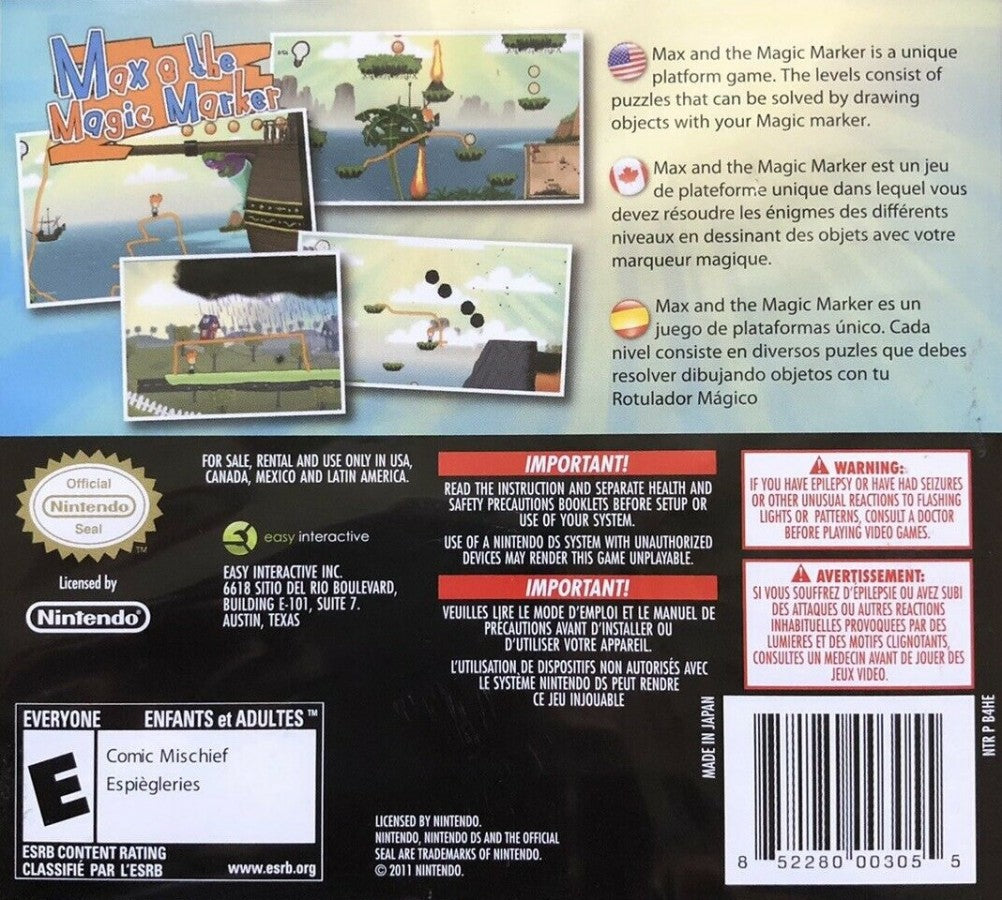 Max & the
Magic Marker
Max and the Magic Marker is a unique
platform game. The levels consist of
puzzles that can be solved by drawing
objects with your Magic marker.
Max and the Magic Marker est un jeu
de plateforme unique dans lequel vous
devez résoudre les énigmes des différents
niveaux en dessinant des objets avec votre
marqueur magique.
Max and the Magic Marker es un
juego de plataformas único. Cada
nivel consiste en diversos puzles que debes
resolver dibujando objetos con tu
Rotulador Mágico
Official
Nintendo
Seal
TM
Licensed by
Nintendo®
FOR SALE, RENTAL AND USE ONLY IN USA,
CANADA, MEXICO AND LATIN AMERICA.
easy interactive
EASY INTERACTIVE INC.
6618 SITIO DEL RIO BOULEVARD,
BUILDING E-101, SUITE 7.
AUSTIN, TEXAS
IMPORTANT!
READ THE INSTRUCTION AND SEPARATE HEALTH AND
SAFETY PRECAUTIONS BOOKLETS BEFORE SETUP OR
USE OF YOUR SYSTEM.
USE OF A NINTENDO DS SYSTEM WITH UNAUTHORIZED
DEVICES MAY RENDER THIS GAME UNPLAYABLE.
IMPORTANT!
VEUILLES LIRE LE MODE D'EMPLOI ET LE MANUEL DE
PRÉCAUTIONS AVANT D'INSTALLER OU
D'UTILISER VOTRE APPAREIL.
L'UTILISATION DE DISPOSITIFS NON AUTORISÉS AVEC
LE SYSTÈME NINTENDO DS PEUT RENDRE
CE JEU INJOUABLE
WARNING:
IF YOU HAVE EPILEPSY OR HAVE HAD SEIZURES
OR OTHER UNUSUAL REACTIONS TO FLASHING
LIGHTS OR PATTERNS, CONSULT A DOCTOR
BEFORE PLAYING VIDEO GAMES.
AVERTISSEMENT:
SI VOUS SOUFFREZ D'ÉPILEPSIE OU AVEZ SUBI
DES ATTAQUES OU AUTRES REACTIONS
INHABITUELLES PROVOQUEES PAR DES
LUMIERES ET DES MOTIFS CLIGNOTANTS,
CONSULTES UN MEDECIN AVANT DE JOUER DES
JEUX VIDEO.
EVERYONE ENFANTS et ADULTES ™
E
Comic Mischief
Espiègleries
ESRB CONTENT RATING
CLASSIFIÉ PAR L'ESRB www.esrb.org
LICENSED BY NINTENDO.
NINTENDO, NINTENDO DS AND THE OFFICIAL
SEAL ARE TRADEMARKS OF NINTENDO.
© 2011 NINTENDO.
MADE IN JAPAN
NTR P B4HE
8 52280 00305 5